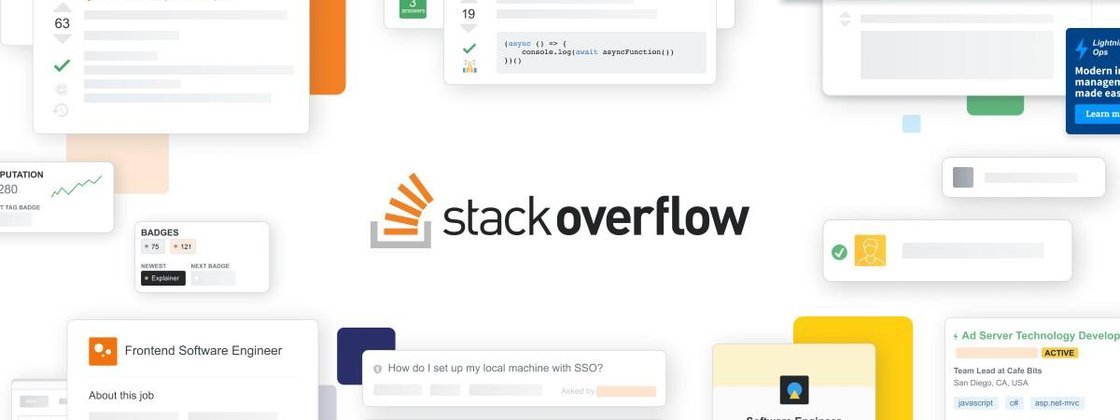 63
3
answers
19
(async () => {
console.log(await asyncFunction())
})()
Lightni
Ops
Modern in
managem
made eas
Learn m
PUTATION
280
T TAG BADGE
stackoverflow
BADGES
75
121
NEWEST
NEXT BADGE
Explainer
Frontend Software Engineer
About this job
How do I set up my local machine with SSO?
Asked by
Software Engineer
Ad Server Technology Develop
ACTIVE
Team Lead at Cafe Bits
San Diego, CA, USA
javascript
c#
asp.net-mvc